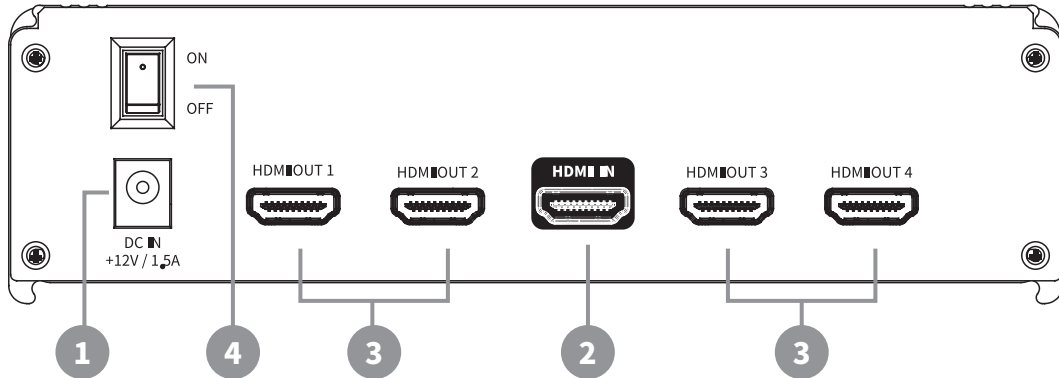 ON
OFF
HDMI OUT 1
HDMI OUT 2
HDMI IN
HDMI OUT 3
HDMI OUT 4
DC IN
+12V / 1.5A
1
4
3
2
3